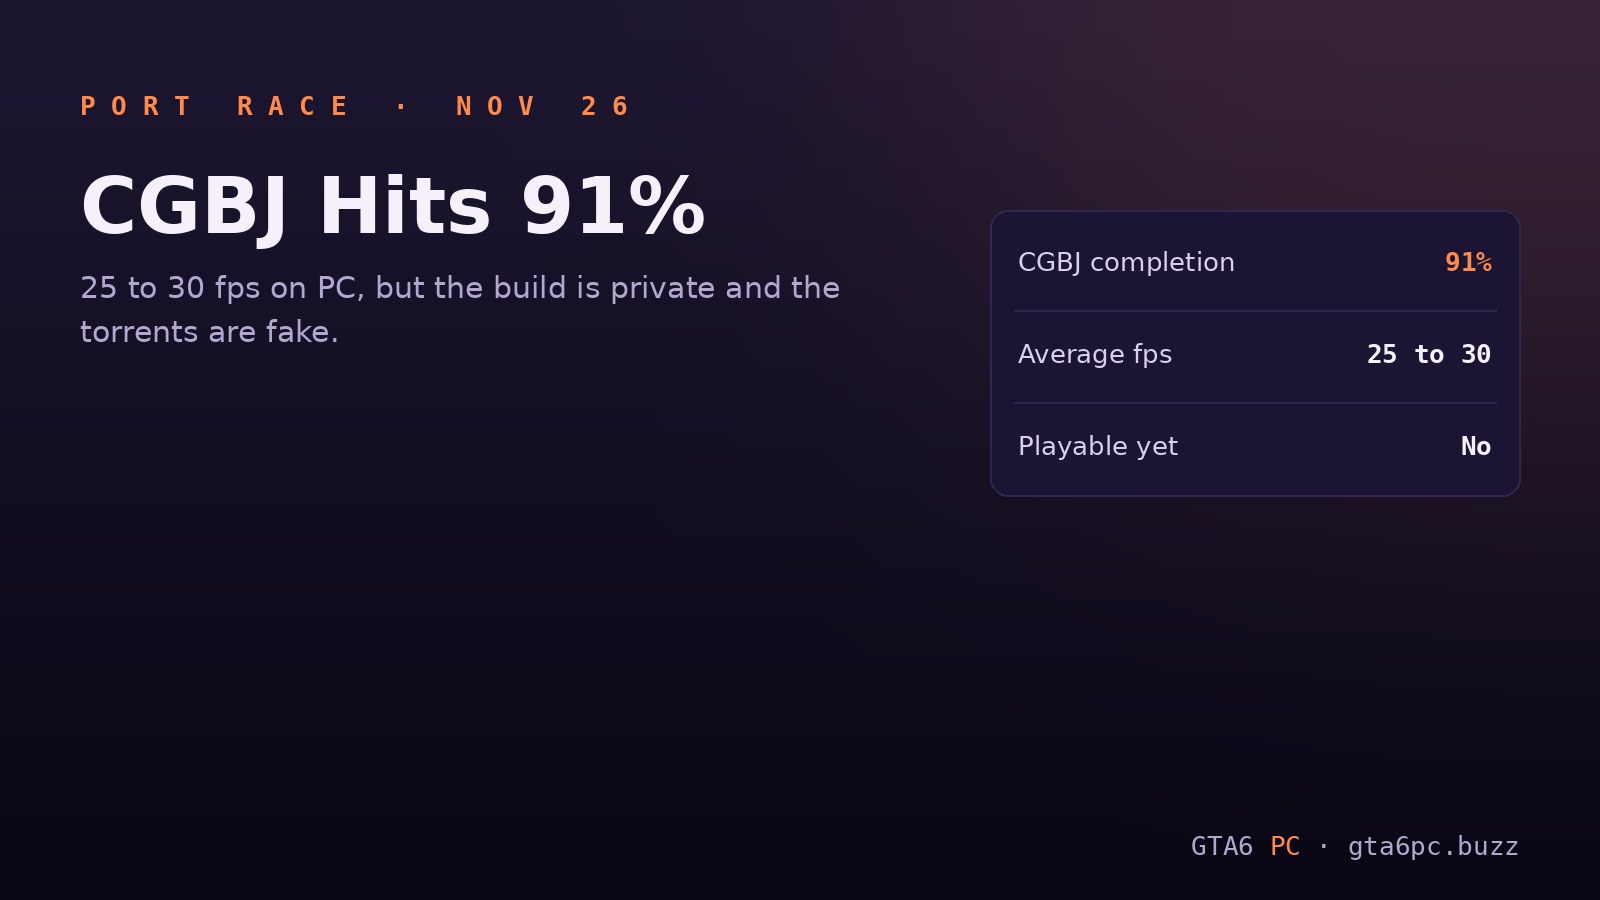 PORT RACE · NOV 26
CGBJ Hits 91%
25 to 30 fps on PC, but the build is private and the
torrents are fake.
CGBJ completion 91%
Average fps 25 to 30
Playable yet No
GTA6 PC · gta6pc.buzz